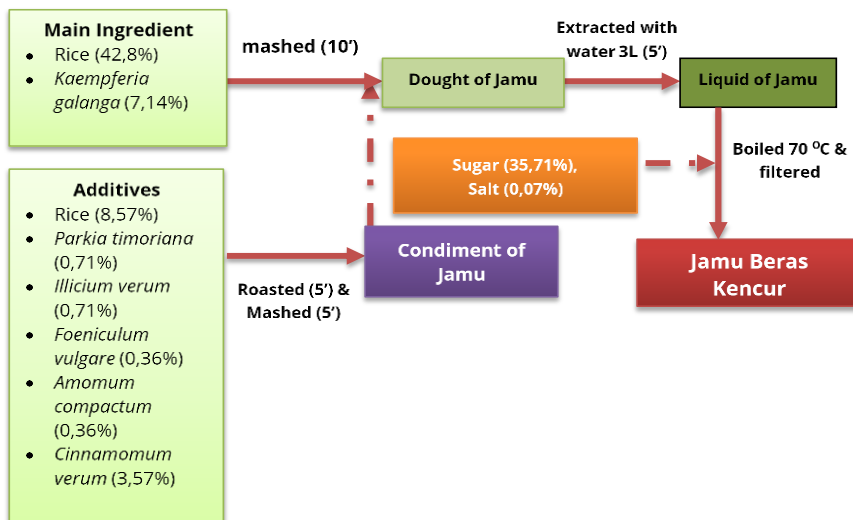 Main Ingredient
• Rice (42,8%)
• Kaempferia
galanga (7,14%)
mashed (10’)
Dought of Jamu
Extracted with
water 3L (5’)
Liquid of Jamu
Sugar (35,71%),
Salt (0,07%)
Boiled 70 ⁰C &
filtered
Additives
• Rice (8,57%)
• Parkia timoriana
(0,71%)
• Illicium verum
(0,71%)
• Foeniculum
vulgare (0,36%)
• Amomum
compactum
(0,36%)
• Cinnamomum
verum (3,57%)
Roasted (5’) &
Mashed (5’)
Condiment of
Jamu
Jamu Beras
Kencur